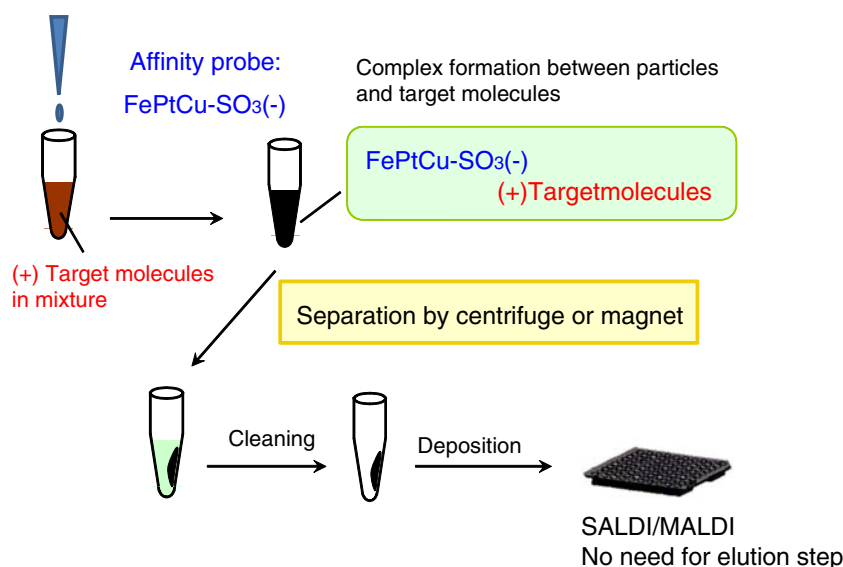 Affinity probe:
FePtCu-SO3(-)
Complex formation between particles
and target molecules
FePtCu-SO3(-)
(+)Targetmolecules
(+) Target molecules
in mixture
Separation by centrifuge or magnet
Cleaning
Deposition
SALDI/MALDI
No need for elution step